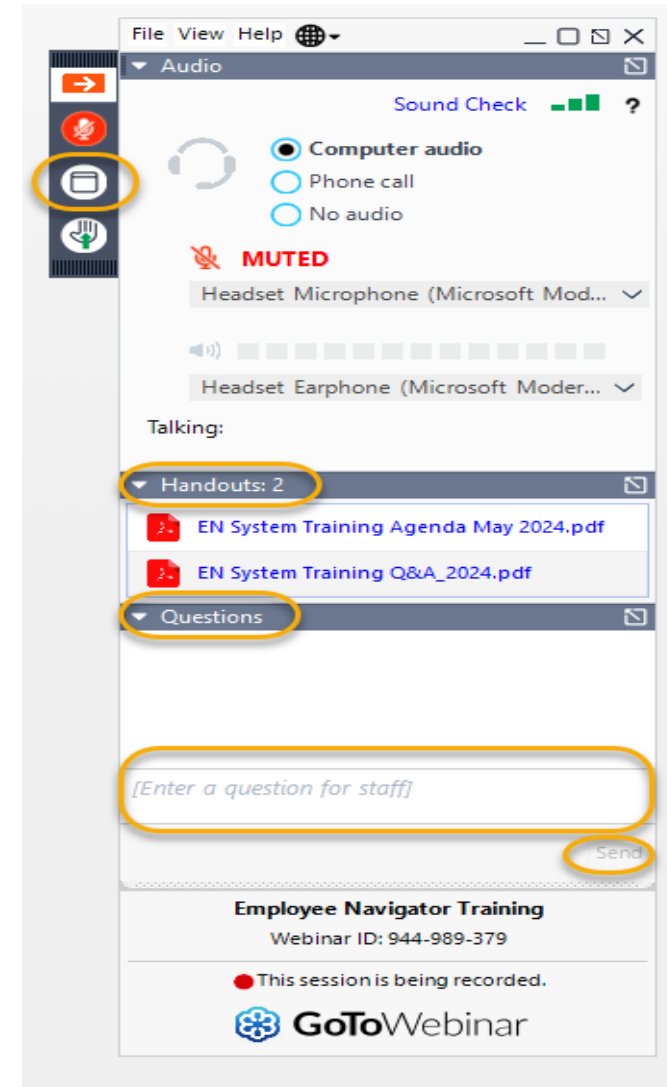 File View Help
Audio
Sound Check ?
Computer audio
Phone call
No audio
MUTED
Headset Microphone (Microsoft Mod...
Headset Earphone (Microsoft Moder...
Talking:
Handouts: 2
EN System Training Agenda May 2024.pdf
EN System Training Q&A_2024.pdf
Questions
[Enter a question for staff]
Send
Employee Navigator Training
Webinar ID: 944-989-379
This session is being recorded.
GoToWebinar